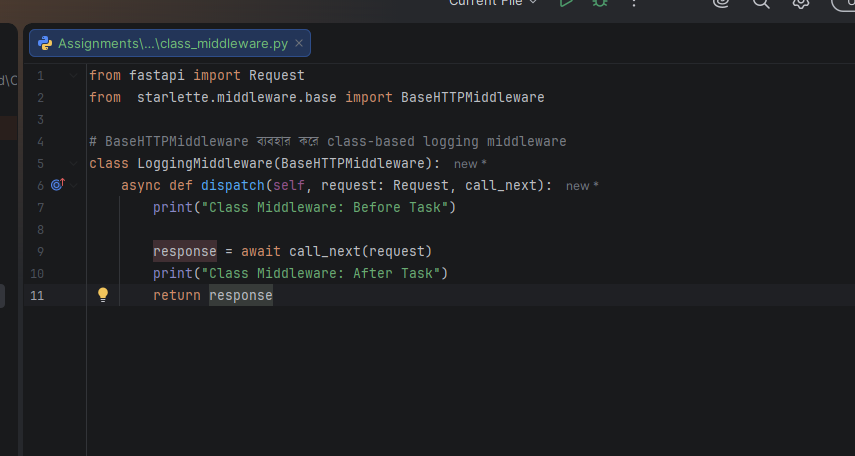 Current File
Assignments\...\class_middleware.py
1 from fastapi import Request
2 from  starlette.middleware.base import BaseHTTPMiddleware
3
4 # BaseHTTPMiddleware ব্যবহার করে class-based logging middleware
5 class LoggingMiddleware(BaseHTTPMiddleware): new *
6     async def dispatch(self, request: Request, call_next): new *
7         print("Class Middleware: Before Task")
8
9         response = await call_next(request)
10         print("Class Middleware: After Task")
11         return response